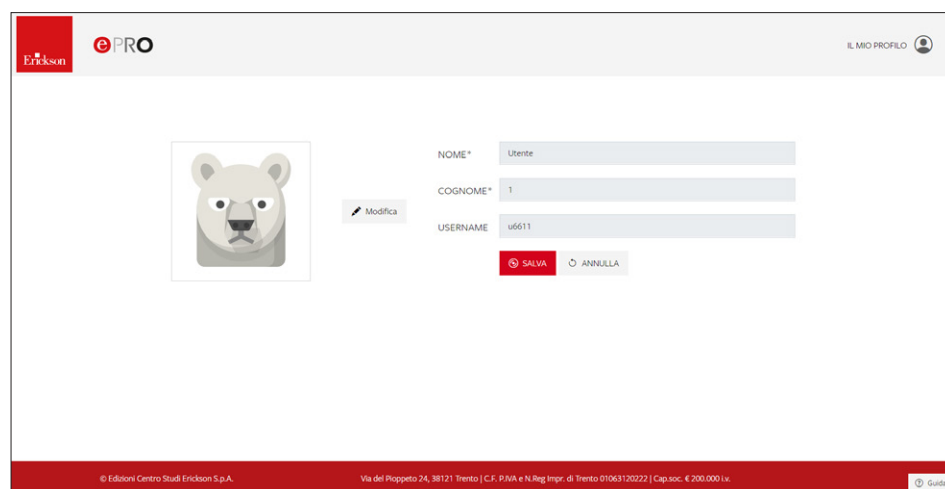 Erickson
ePRO
IL MIO PROFILO
NOME*
Utente
COGNOME*
1
Modifica
USERNAME
u6611
SALVA
ANNULLA
© Edizioni Centro Studi Erickson S.p.A.
Via del Pioppeto 24, 38121 Trento | C.F. P.IVA e N.Reg Impr. di Trento 01063120222 | Cap.soc. € 200.000 i.v.
Guida